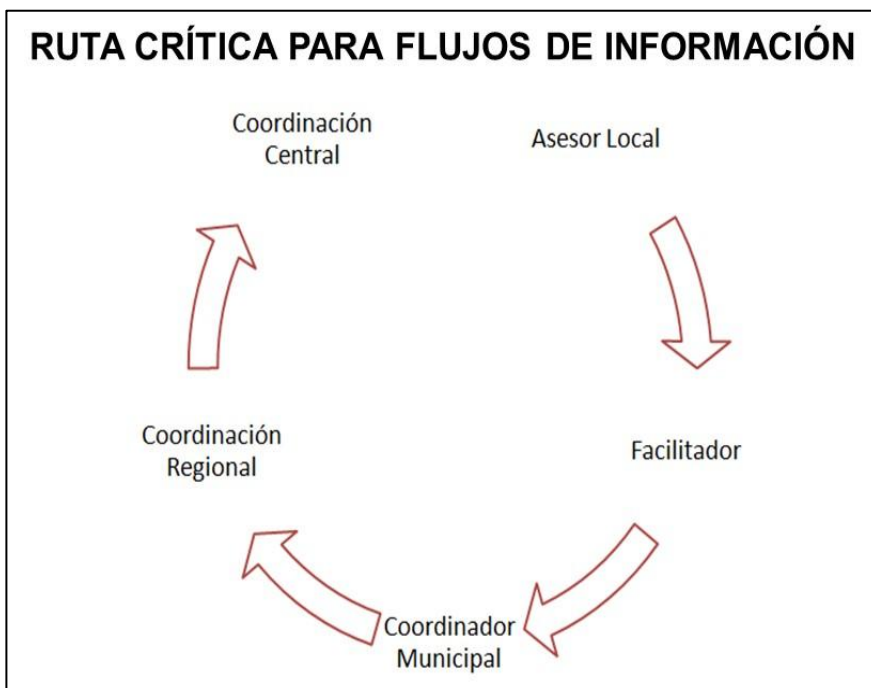 RUTA CRÍTICA PARA FLUJOS DE INFORMACIÓN
Coordinación
Central
Asesor Local
Coordinación
Regional
Facilitador
Coordinador
Municipal